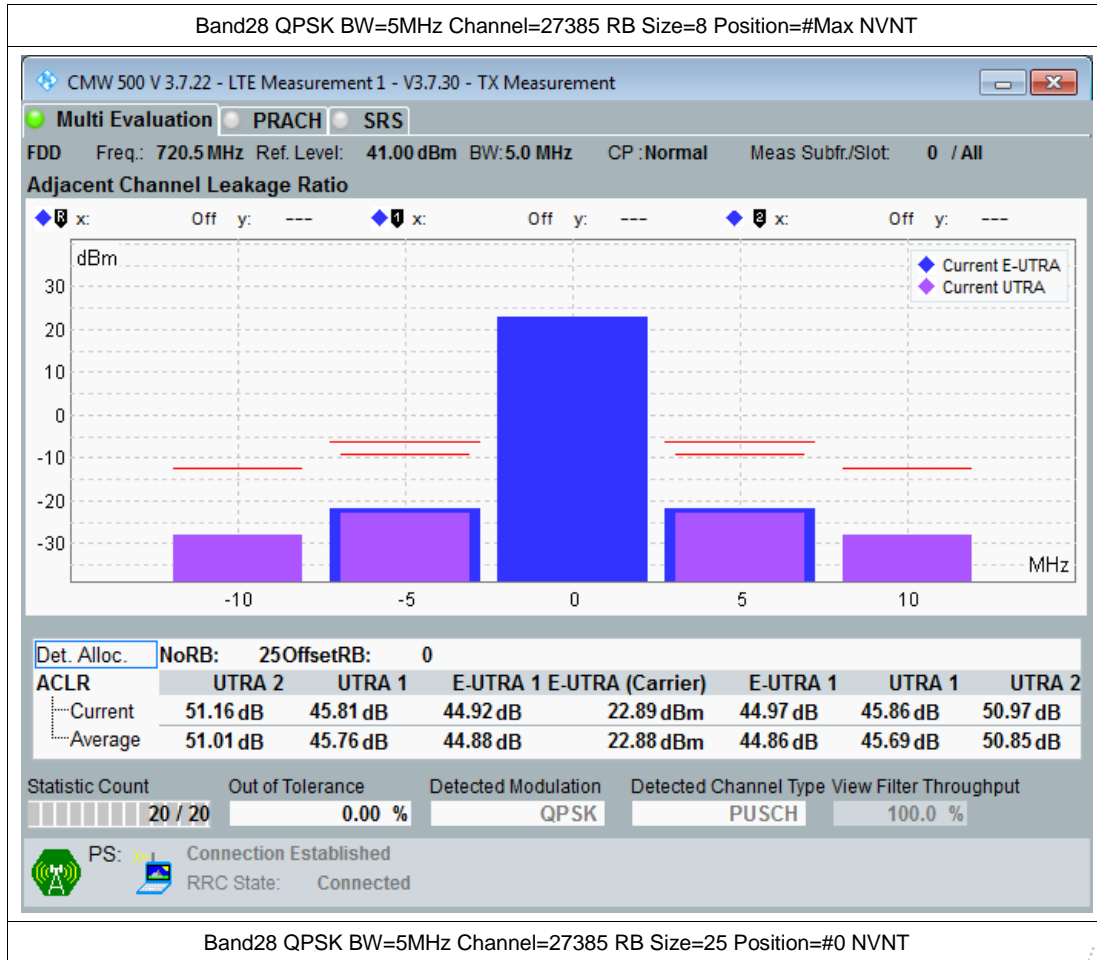 Band28 QPSK BW=5MHz Channel=27385 RB Size=8 Position=#Max NVNT
CMW 500 V 3.7.22 - LTE Measurement 1 - V3.7.30 - TX Measurement
Multi Evaluation PRACH SRS
FDD Freq.: 720.5 MHz Ref. Level: 41.00 dBm BW: 5.0 MHz CP : Normal Meas Subfr./Slot: 0 / All
Adjacent Channel Leakage Ratio
R x: Off y: --- 1 x: Off y: --- 2 x: Off y: ---
dBm
Current E-UTRA
Current UTRA
30
20
10
0
-10
-20
-30
MHz
-10 -5 0 5 10
Det. Alloc. NoRB: 25 OffsetRB: 0
ACLR UTRA 2 UTRA 1 E-UTRA 1 E-UTRA (Carrier) E-UTRA 1 UTRA 1 UTRA 2
Current 51.16 dB 45.81 dB 44.92 dB 22.89 dBm 44.97 dB 45.86 dB 50.97 dB
Average 51.01 dB 45.76 dB 44.88 dB 22.88 dBm 44.86 dB 45.69 dB 50.85 dB
Statistic Count Out of Tolerance Detected Modulation Detected Channel Type View Filter Throughput
20 / 20 0.00 % QPSK PUSCH 100.0 %
PS: Connection Established
RRC State: Connected
Band28 QPSK BW=5MHz Channel=27385 RB Size=25 Position=#0 NVNT